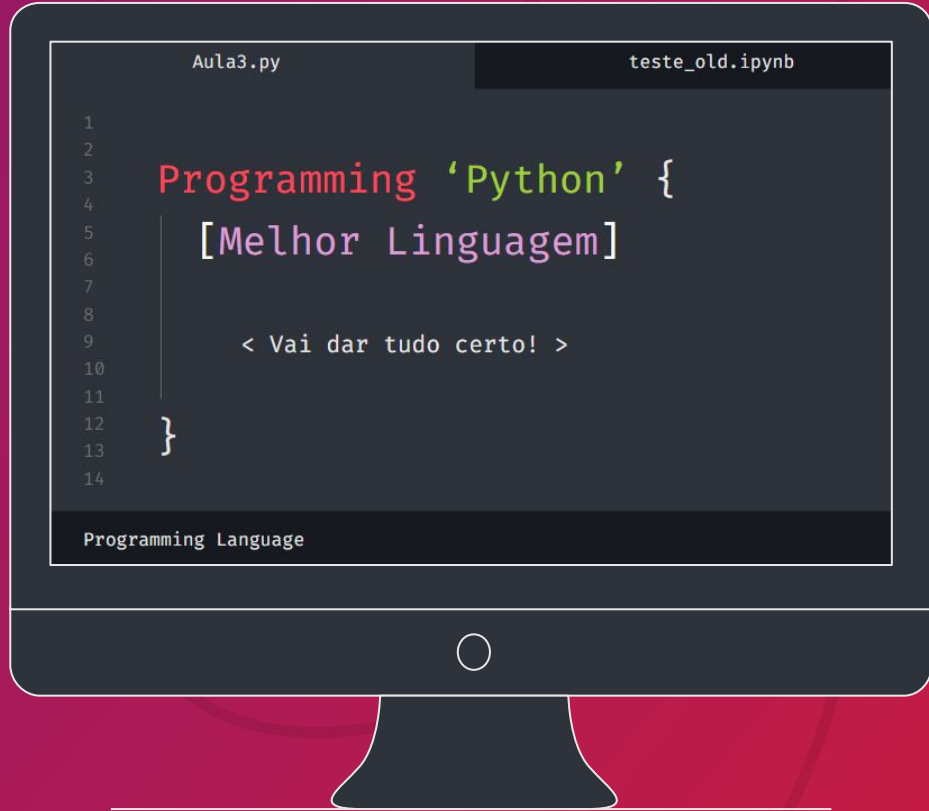 Aula3.py teste_old.ipynb
1
2
3 Programming ‘Python’ {
4
5 [Melhor Linguagem]
6
7
8
9 < Vai dar tudo certo! >
10
11
12 }
13
14
Programming Language